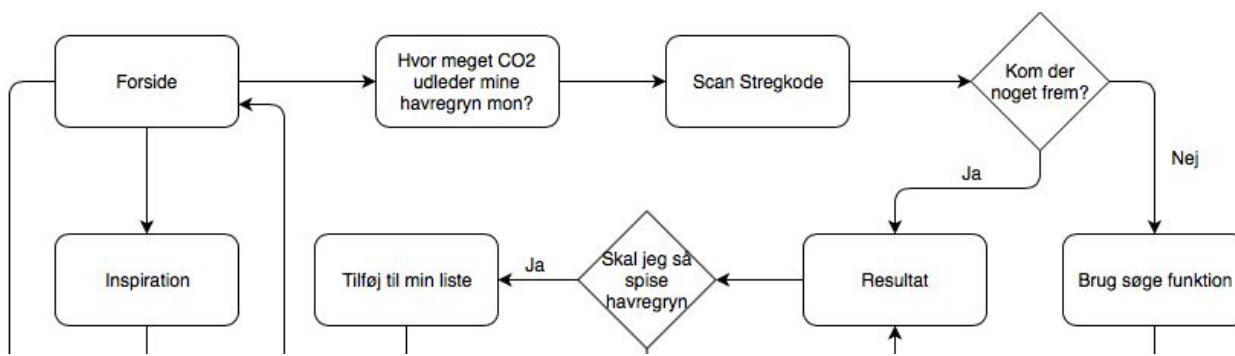 Forside
Hvor meget CO2
udleder mine
havregryn mon?
Scan Stregkode
Kom der
noget frem?
Ja
Nej
Inspiration
Tilføj til min liste
Ja
Skal jeg så
spise
havregryn
Resultat
Brug søge funktion